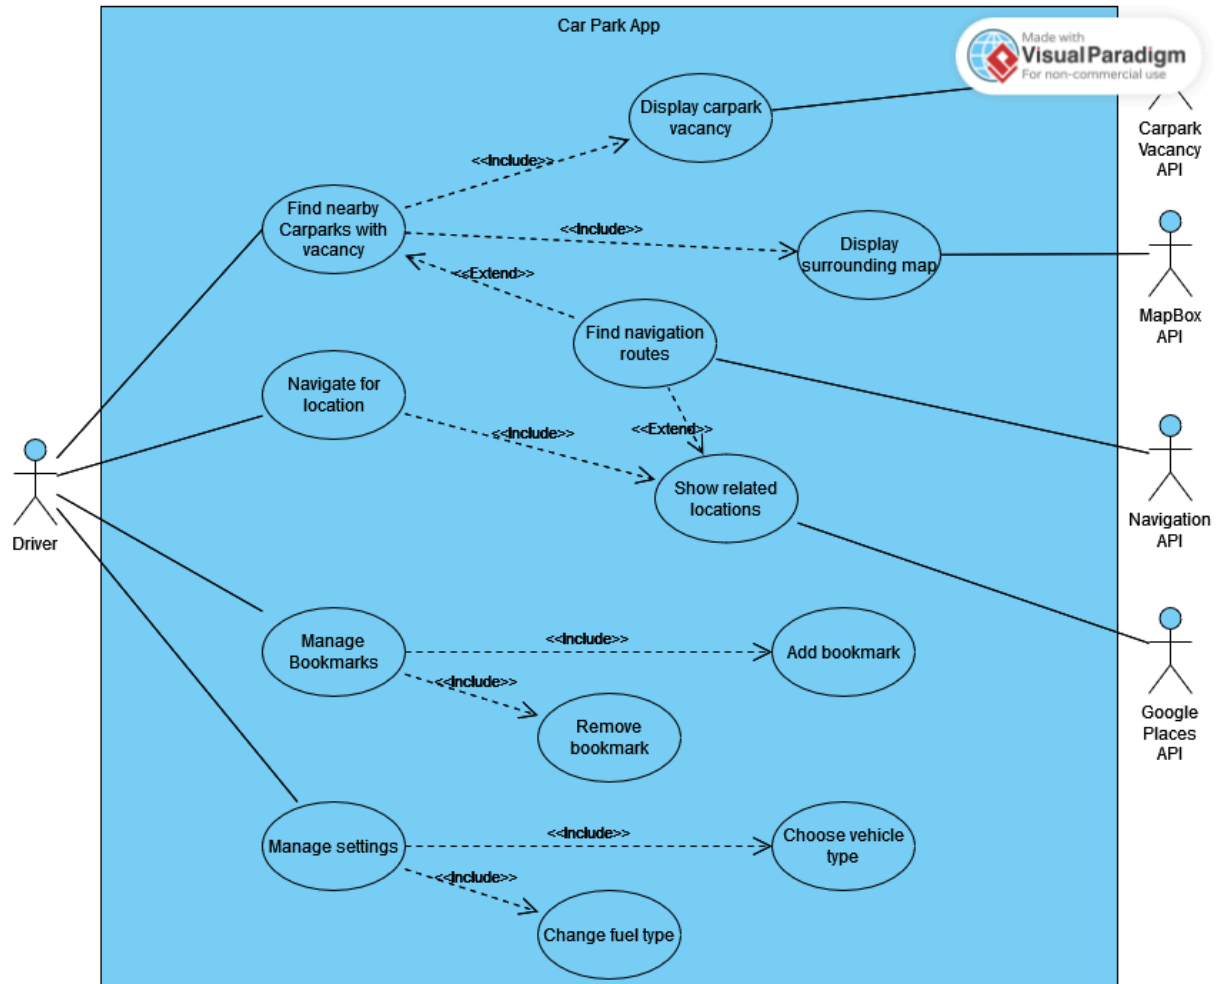 Car Park App
Made with
Visual Paradigm
For non-commercial use
Display carpark
vacancy
Carpark
Vacancy
API
<<Include>>
Find nearby
Carparks with
vacancy
<<Include>>
Display
surrounding map
<<Extend>>
MapBox
API
Find navigation
routes
Navigate for
location
<<Include>>
<<Extend>>
Show related
locations
Driver
Navigation
API
Manage
Bookmarks
<<Include>>
Add bookmark
<<Include>>
Remove
bookmark
Google
Places
API
Manage settings
<<Include>>
Choose vehicle
type
<<Include>>
Change fuel type